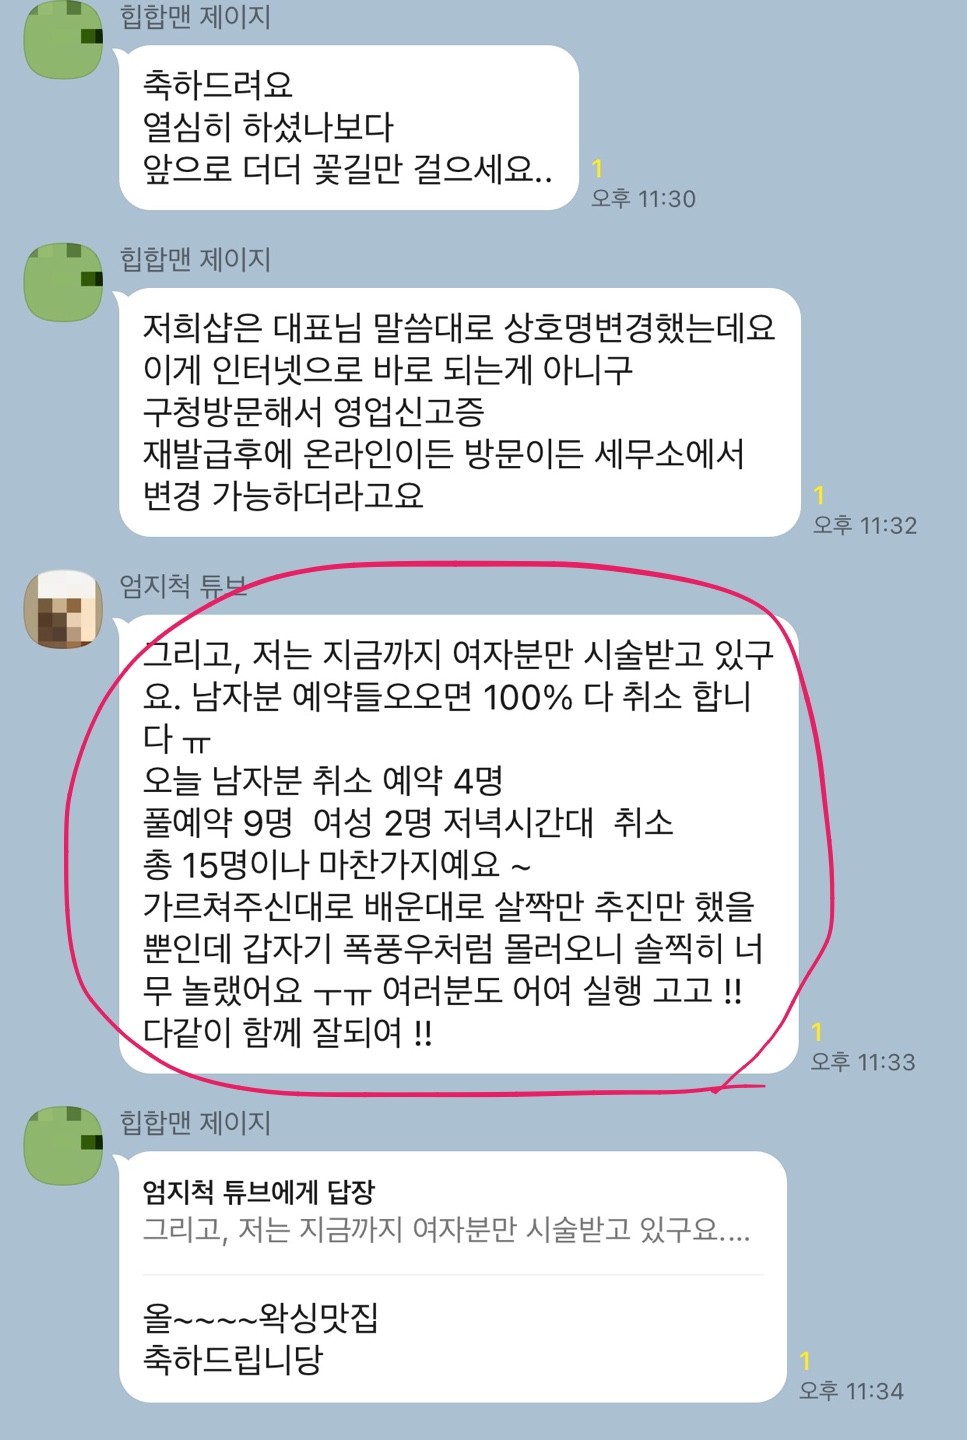 힙합맨 제이지
축하드려요
열심히 하셨나보다
앞으로 더더 꽃길만 걸으세요..
1
오후 11:30
힙합맨 제이지
저희샵은 대표님 말씀대로 상호명변경했는데요
이게 인터넷으로 바로 되는게 아니구
구청방문해서 영업신고증
재발급후에 온라인이든 방문이든 세무소에서
변경 가능하더라고요
1
오후 11:32
엄지척 튜브
그리고, 저는 지금까지 여자분만 시술받고 있구
요. 남자분 예약들오오면 100% 다 취소 합니
다 ㅠ
오늘 남자분 취소 예약 4명
풀예약 9명  여성 2명 저녁시간대  취소
총 15명이나 마찬가지예요 ~
가르쳐주신대로 배운대로 살짝만 추진만 했을
뿐인데 갑자기 폭풍우처럼 몰러오니 솔찍히 너
무 놀랬어요 ㅜㅠ 여러분도 어여 실행 고고 !!
다같이 함께 잘되여 !!
1
오후 11:33
힙합맨 제이지
엄지척 튜브에게 답장
그리고, 저는 지금까지 여자분만 시술받고 있구요....
올~~~~왁싱맛집
축하드립니당
1
오후 11:34